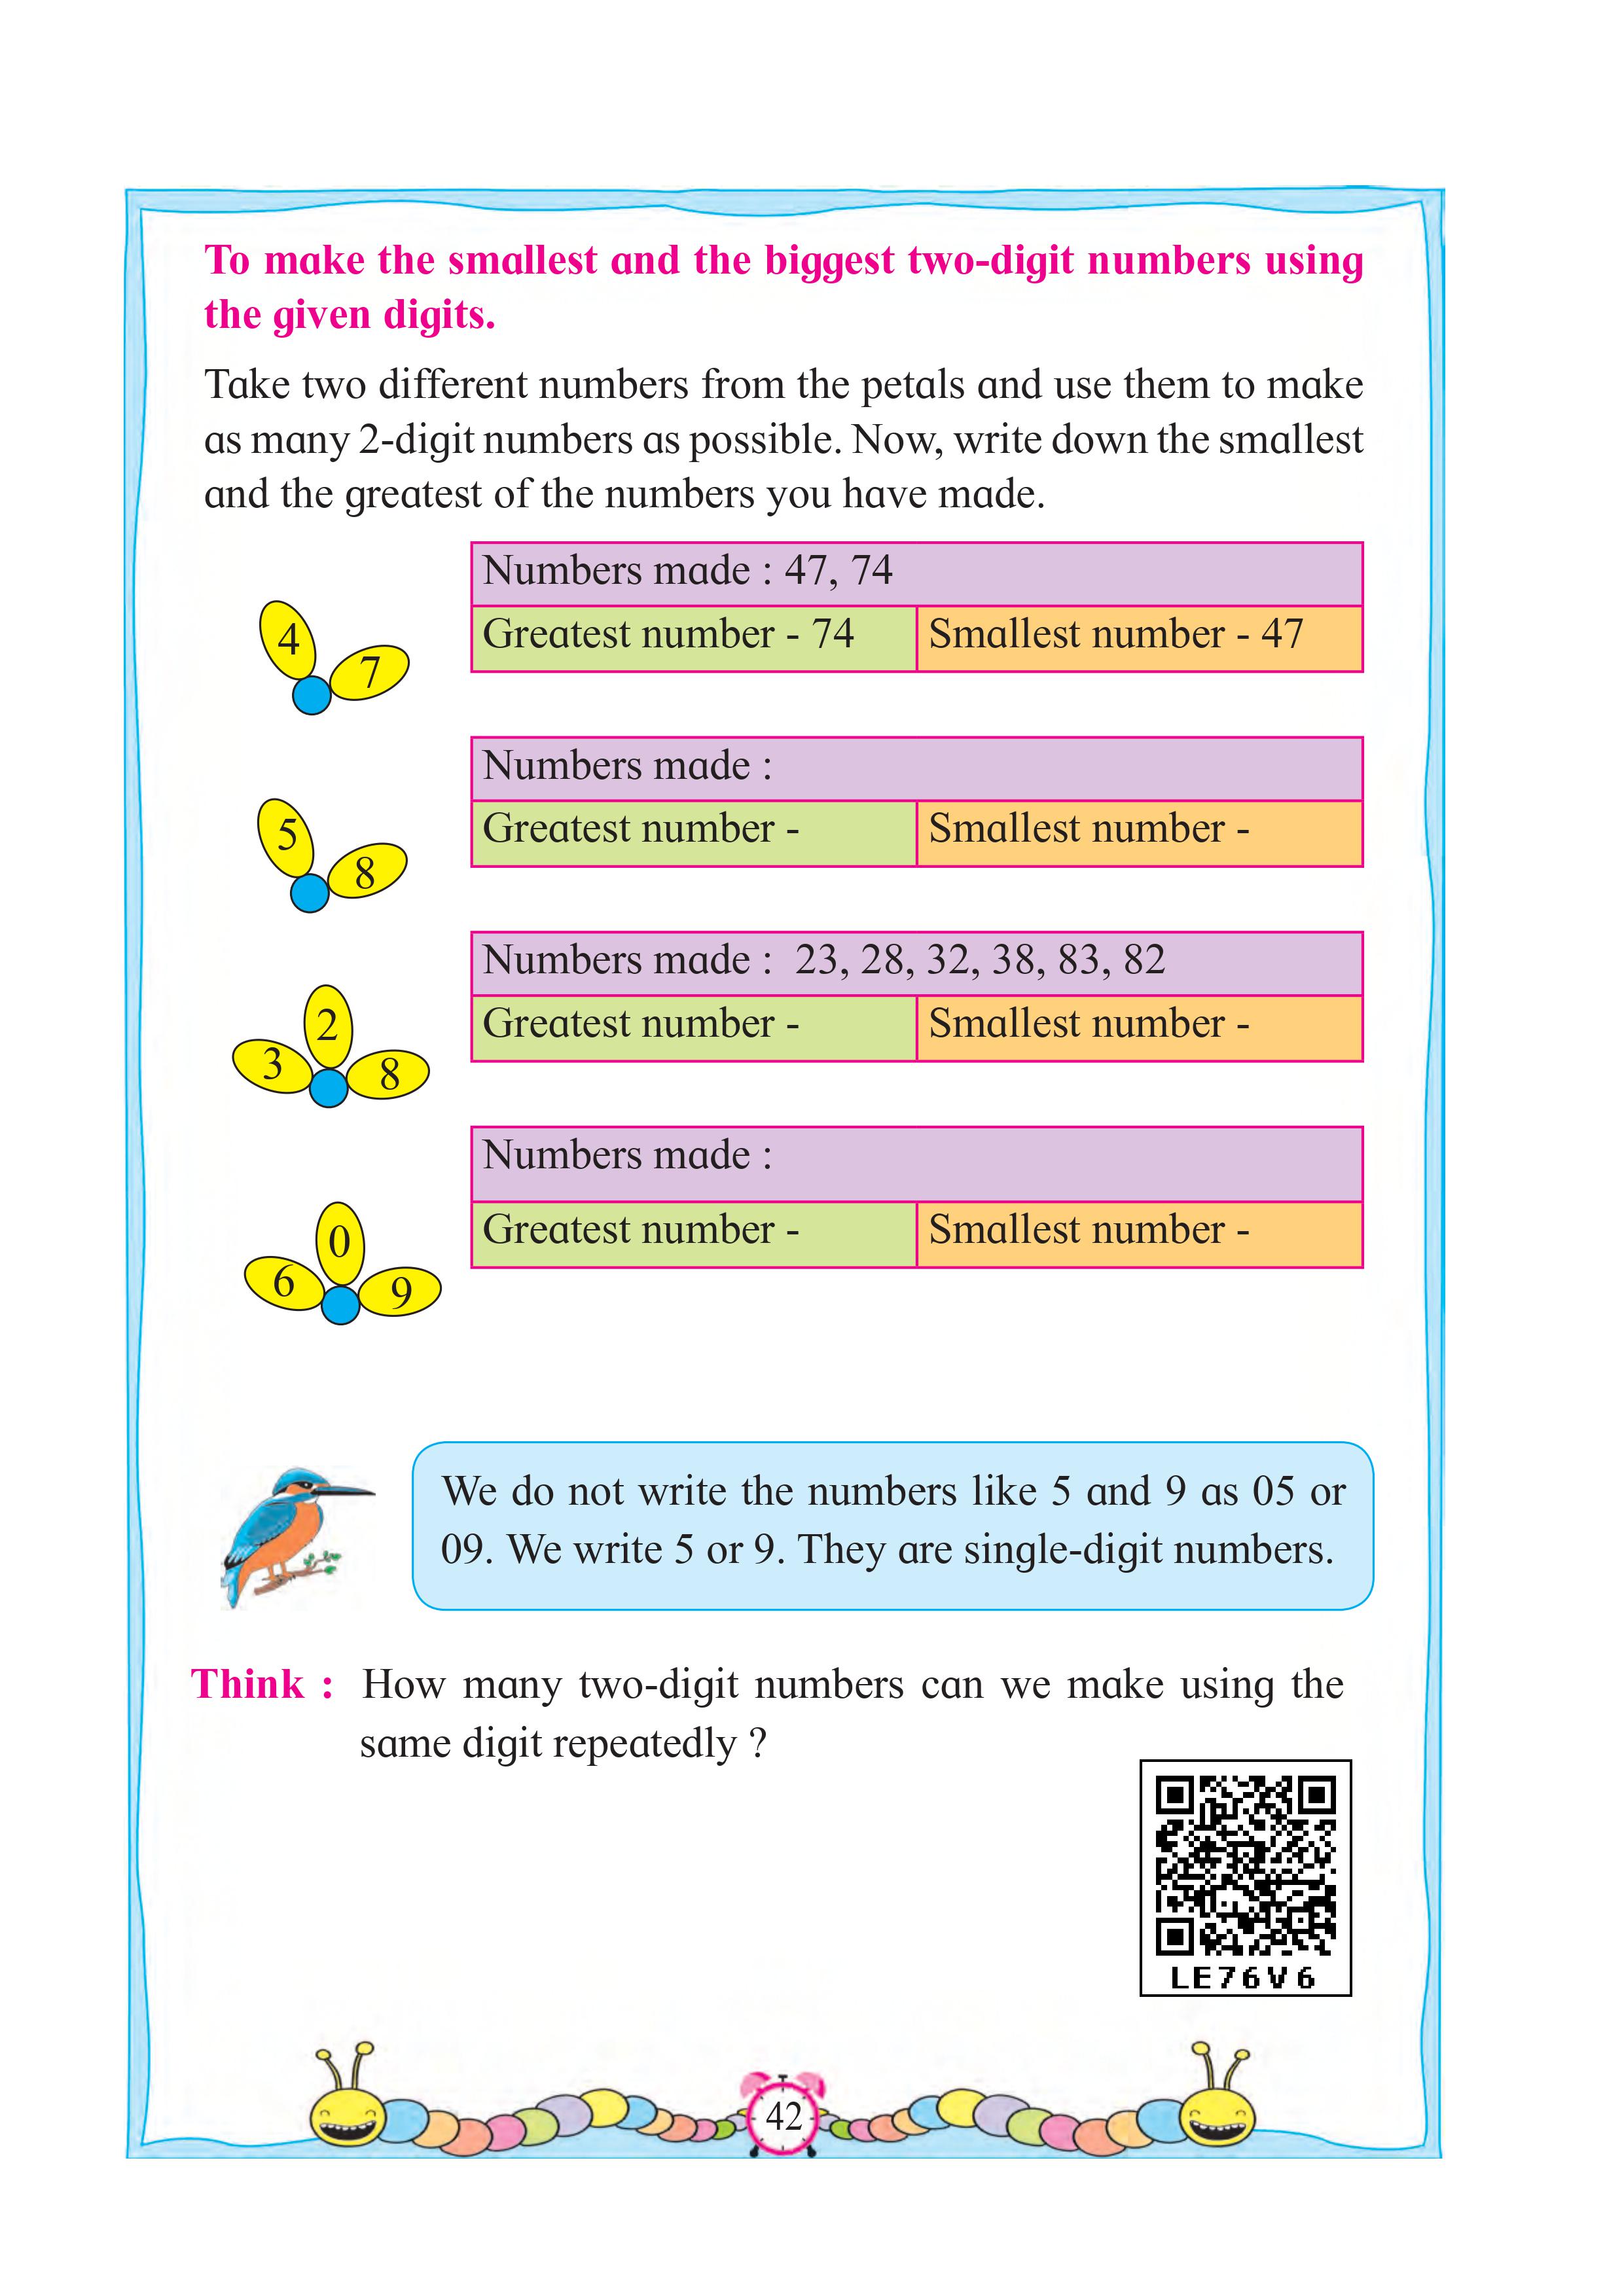 To make the smallest and the biggest two-digit numbers using
the given digits.
Take two different numbers from the petals and use them to make
as many 2-digit numbers as possible. Now, write down the smallest
and the greatest of the numbers you have made.
4
7
Numbers made : 47, 74
Greatest number - 74
Smallest number - 47
5
8
Numbers made :
Greatest number -
Smallest number -
3
2
8
Numbers made : 23, 28, 32, 38, 83, 82
Greatest number -
Smallest number -
6
0
9
Numbers made :
Greatest number -
Smallest number -
We do not write the numbers like 5 and 9 as 05 or
09. We write 5 or 9. They are single-digit numbers.
Think : How many two-digit numbers can we make using the
same digit repeatedly ?
LE76V6
42